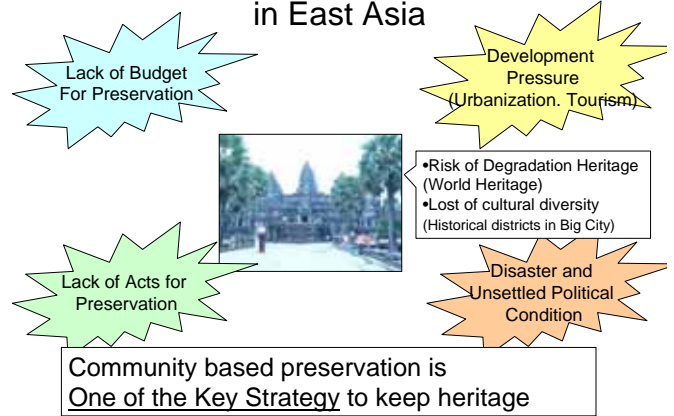 in East Asia
Lack of Budget
For Preservation
Development
Pressure
(Urbanization. Tourism)
•Risk of Degradation Heritage
(World Heritage)
•Lost of cultural diversity
(Historical districts in Big City)
Lack of Acts for
Preservation
Disaster and
Unsettled Political
Condition
Community based preservation is
One of the Key Strategy to keep heritage